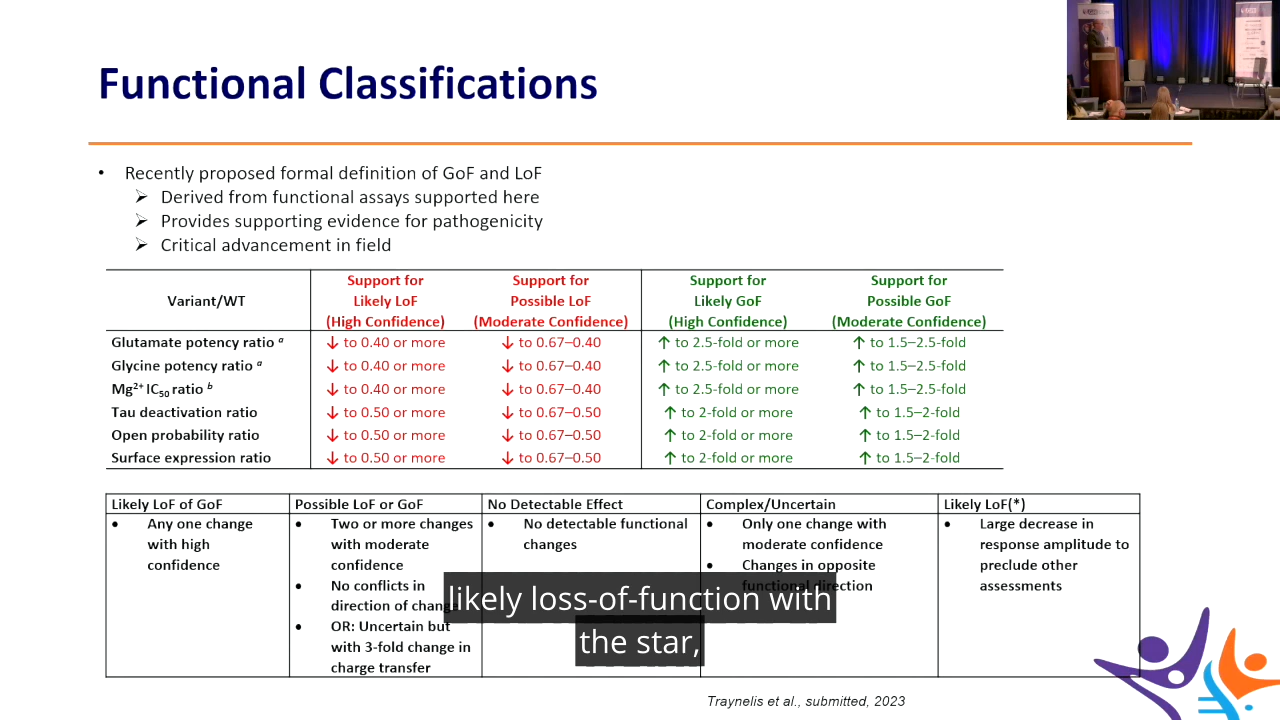 Functional Classifications
• Recently proposed formal definition of GoF and LoF
➢ Derived from functional assays supported here
➢ Provides supporting evidence for pathogenicity
➢ Critical advancement in field
Variant/WT | Support for Likely LoF (High Confidence) | Support for Possible LoF (Moderate Confidence) | Support for Likely GoF (High Confidence) | Support for Possible GoF (Moderate Confidence)
Glutamate potency ratio ᵃ | ↓ to 0.40 or more | ↓ to 0.67–0.40 | ↑ to 2.5-fold or more | ↑ to 1.5–2.5-fold
Glycine potency ratio ᵃ | ↓ to 0.40 or more | ↓ to 0.67–0.40 | ↑ to 2.5-fold or more | ↑ to 1.5–2.5-fold
Mg²⁺ IC₅₀ ratio ᵇ | ↓ to 0.40 or more | ↓ to 0.67–0.40 | ↑ to 2.5-fold or more | ↑ to 1.5–2.5-fold
Tau deactivation ratio | ↓ to 0.50 or more | ↓ to 0.67–0.50 | ↑ to 2-fold or more | ↑ to 1.5–2-fold
Open probability ratio | ↓ to 0.50 or more | ↓ to 0.67–0.50 | ↑ to 2-fold or more | ↑ to 1.5–2-fold
Surface expression ratio | ↓ to 0.50 or more | ↓ to 0.67–0.50 | ↑ to 2-fold or more | ↑ to 1.5–2-fold
Likely LoF of GoF
• Any one change
with high
confidence
Possible LoF or GoF
• Two or more changes
with moderate
confidence
• No conflicts in
direction of change
• OR: Uncertain but
with 3-fold change in
charge transfer
No Detectable Effect
• No detectable functional
changes
Complex/Uncertain
• Only one change with
moderate confidence
• Changes in opposite
functional direction
Likely LoF(*)
• Large decrease in
response amplitude to
preclude other
assessments
likely loss-of-function with
the star,
Traynelis et al., submitted, 2023